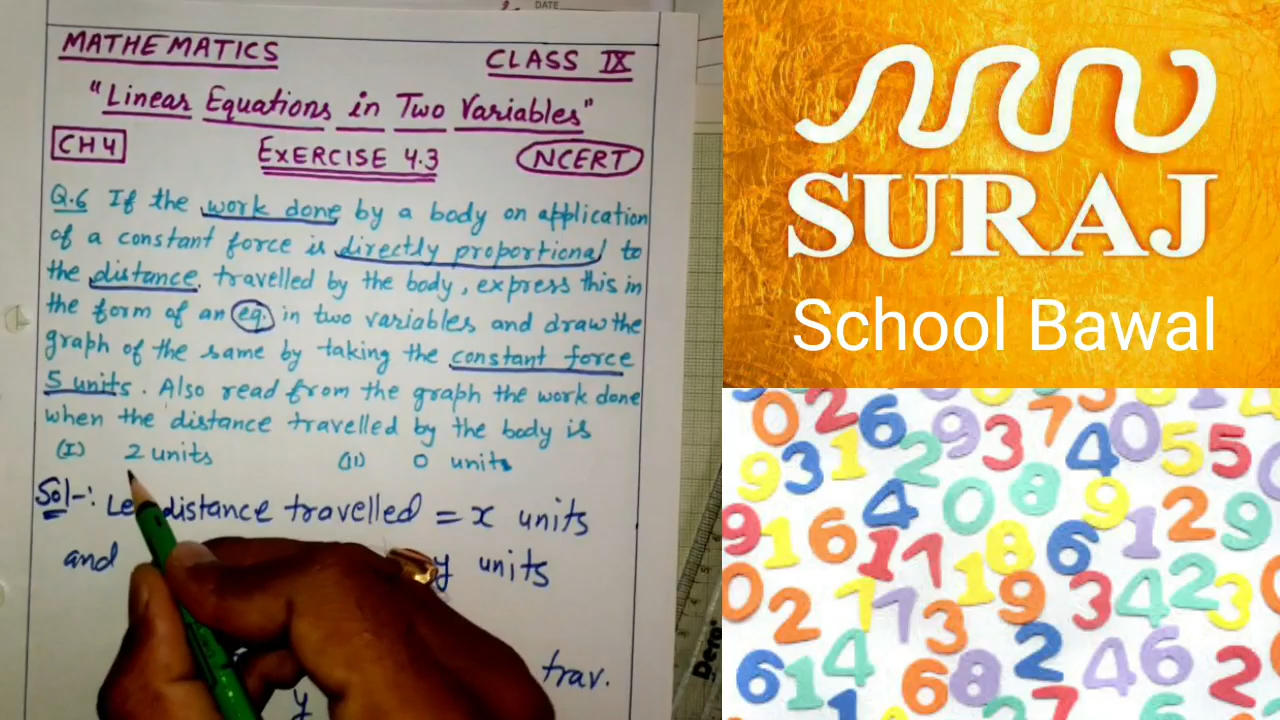 DATE
MATHEMATICS CLASS IX
"Linear Equations in Two Variables"
CH4 EXERCISE 4.3 NCERT
Q.6 If the work done by a body on application
of a constant force is directly proportional to
the distance travelled by the body, express this in
the form of an eq. in two variables and draw the
graph of the same by taking the constant force
5 units. Also read from the graph the work done
when the distance travelled by the body is
(I) 2 units (II) 0 units
Sol-: distance travelled = x units
and y units
trav.
y
SURAJ
School Bawal